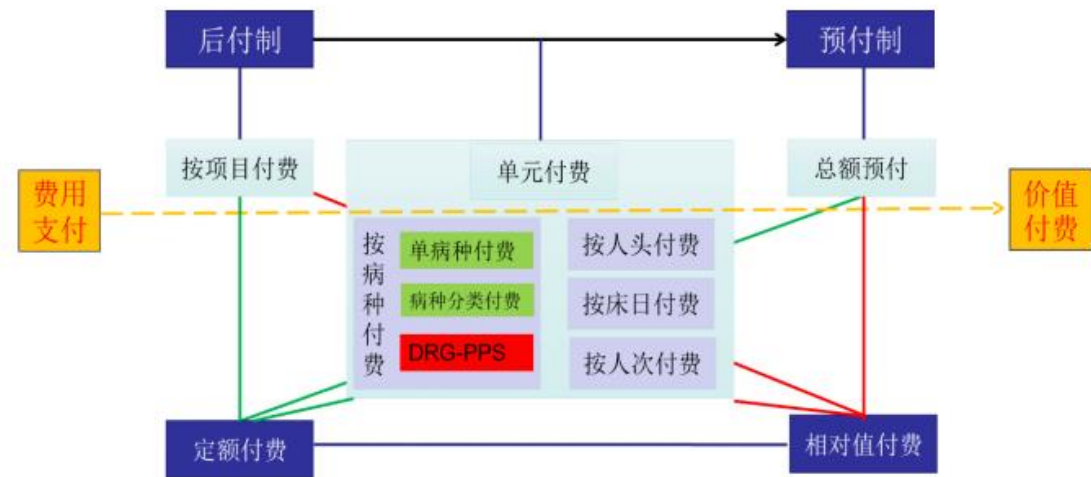 后付制
预付制
按项目付费
单元付费
总额预付
费用
支付
价值
付费
按病种付费
单病种付费
病种分类付费
DRG-PPS
按人头付费
按床日付费
按人次付费
定额付费
相对值付费